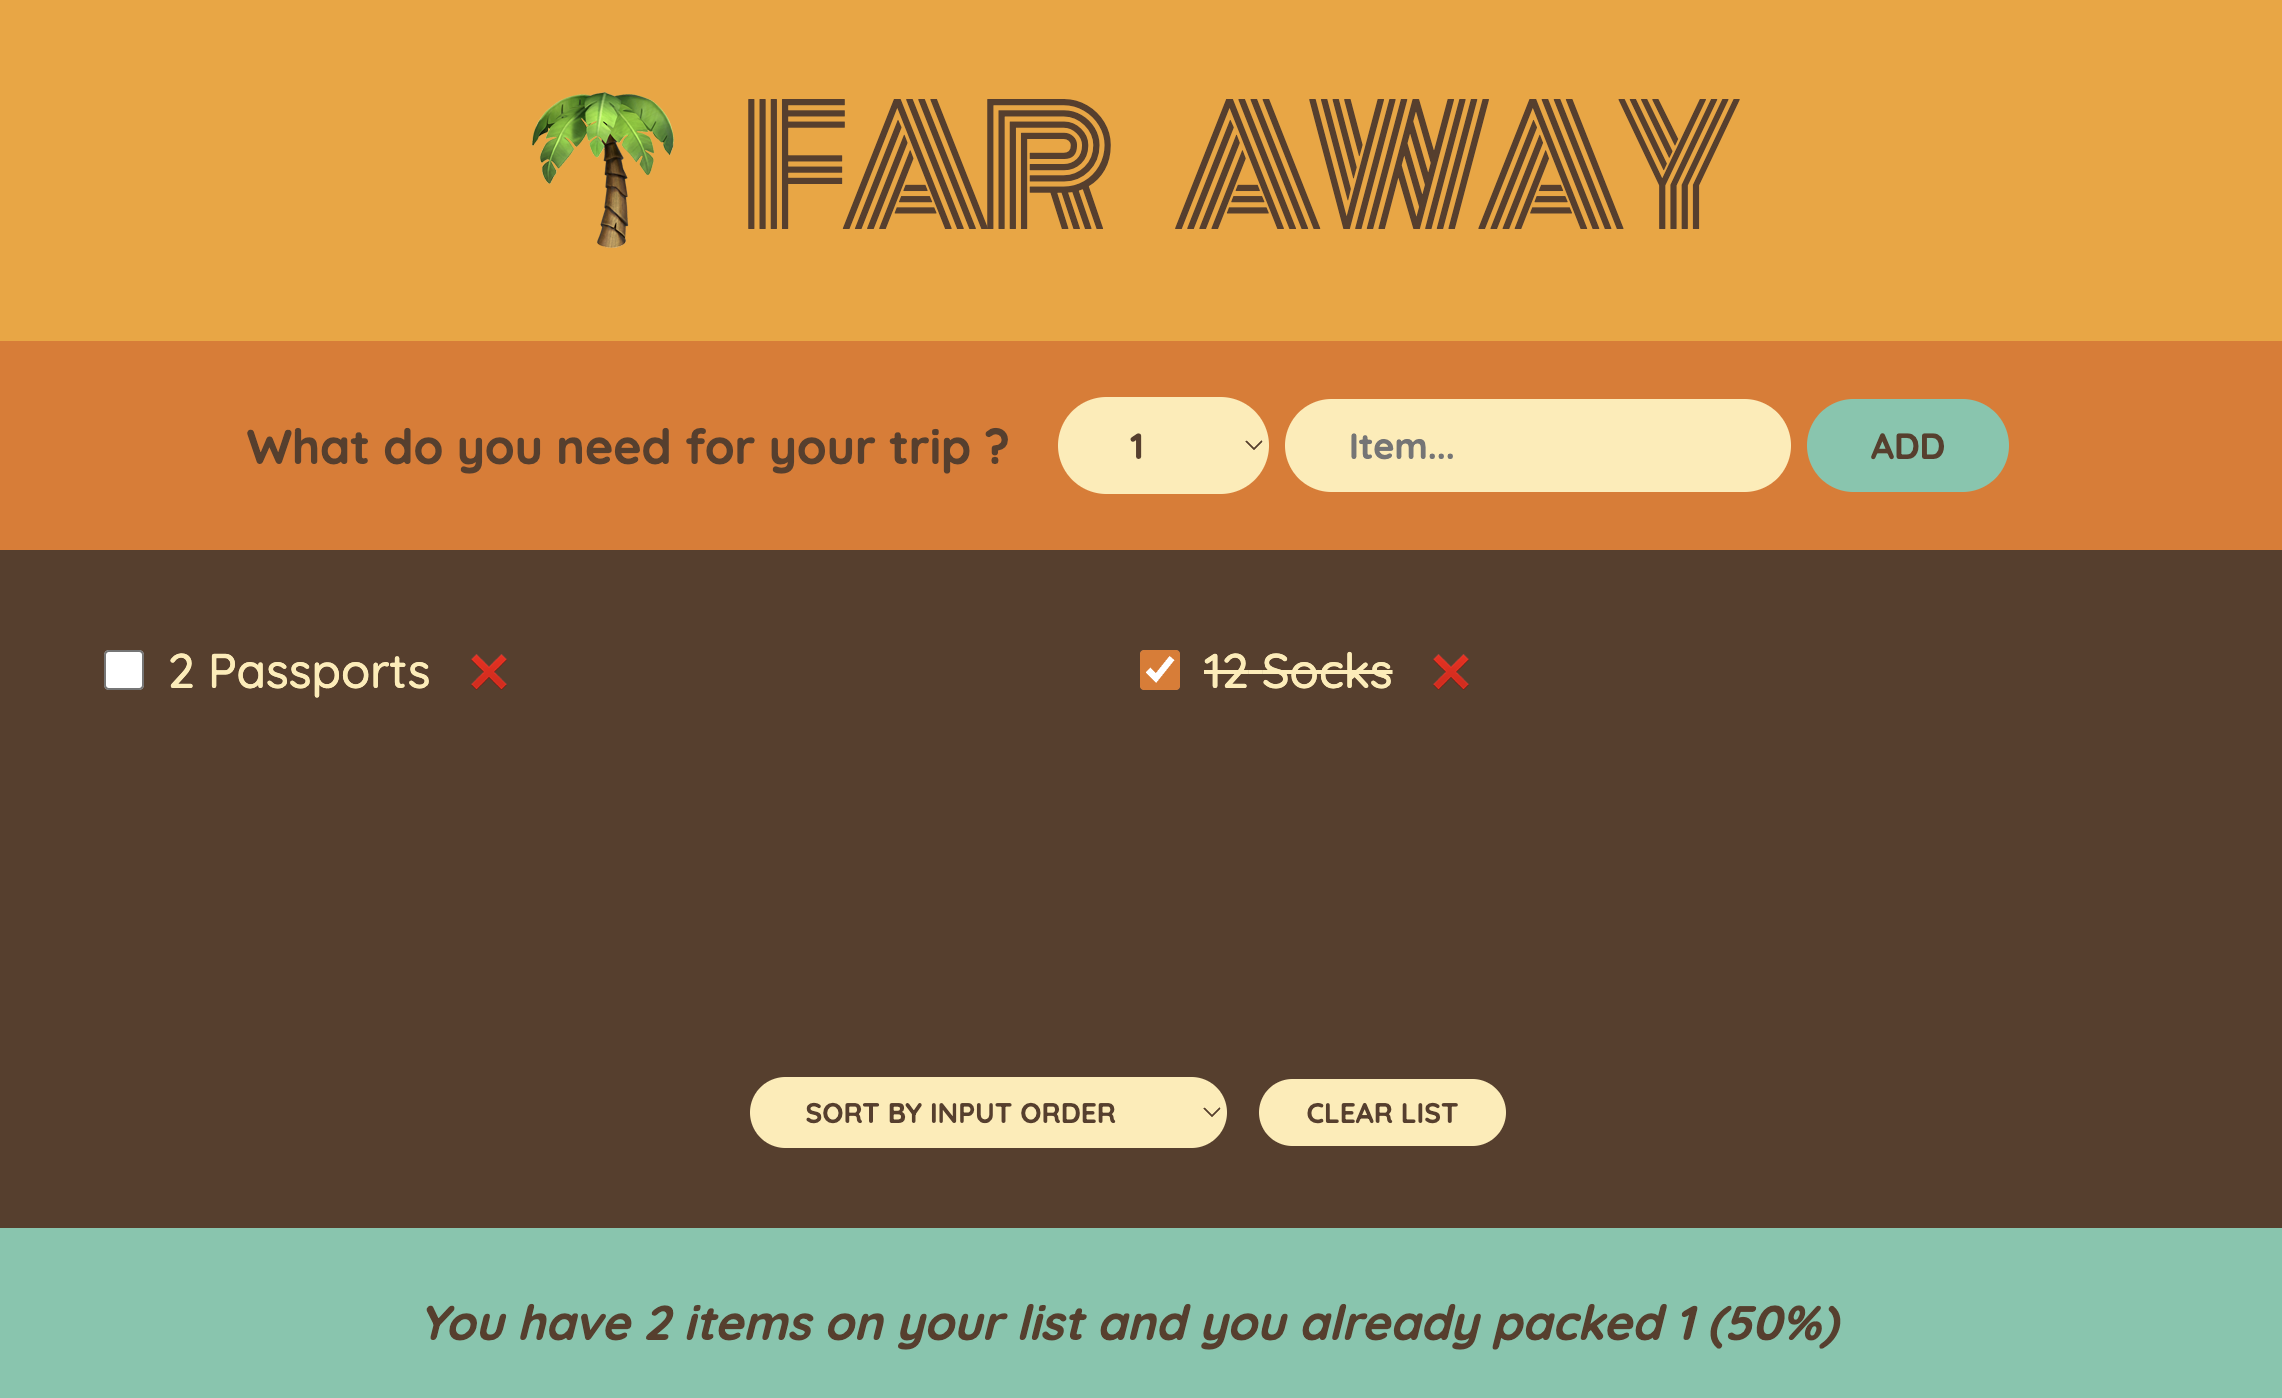 FAR AWAY
What do you need for your trip ?
1
Item...
ADD
2 Passports
12 Socks
SORT BY INPUT ORDER
CLEAR LIST
You have 2 items on your list and you already packed 1 (50%)